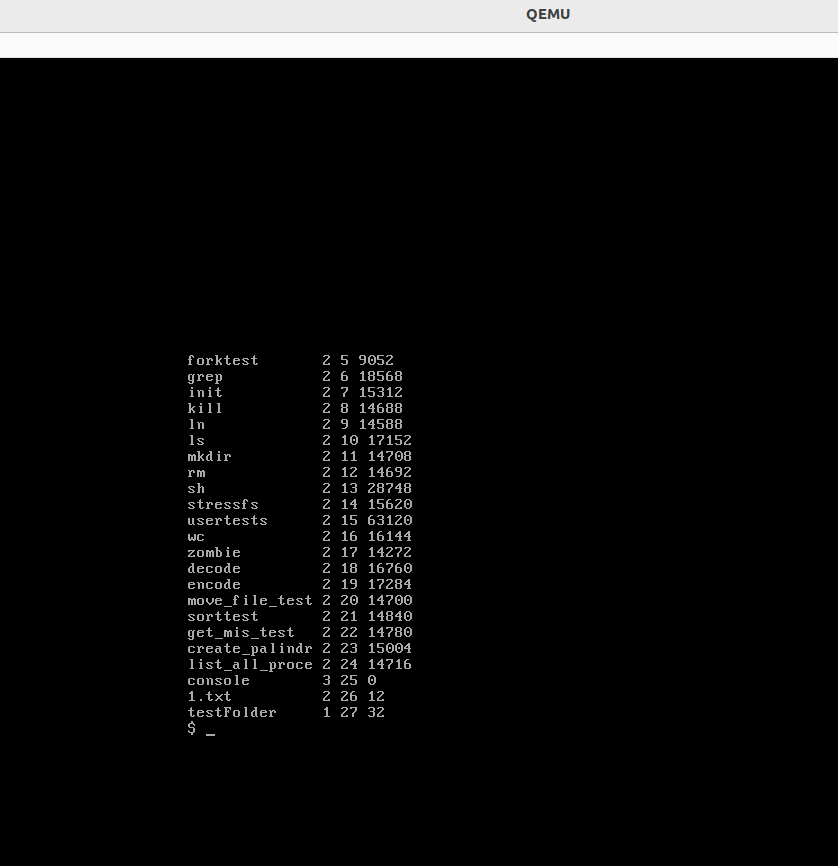 QEMU
forktest       2 5 9052
grep           2 6 18568
init           2 7 15312
kill           2 8 14688
ln             2 9 14588
ls             2 10 17152
mkdir          2 11 14708
rm             2 12 14692
sh             2 13 28748
stressfs       2 14 15620
usertests      2 15 63120
wc             2 16 16144
zombie         2 17 14272
decode         2 18 16760
encode         2 19 17284
move_file_test 2 20 14700
sorttest       2 21 14840
get_mis_test   2 22 14780
create_palindr 2 23 15004
list_all_proce 2 24 14716
console        3 25 0
1.txt          2 26 12
testFolder     1 27 32
$ _